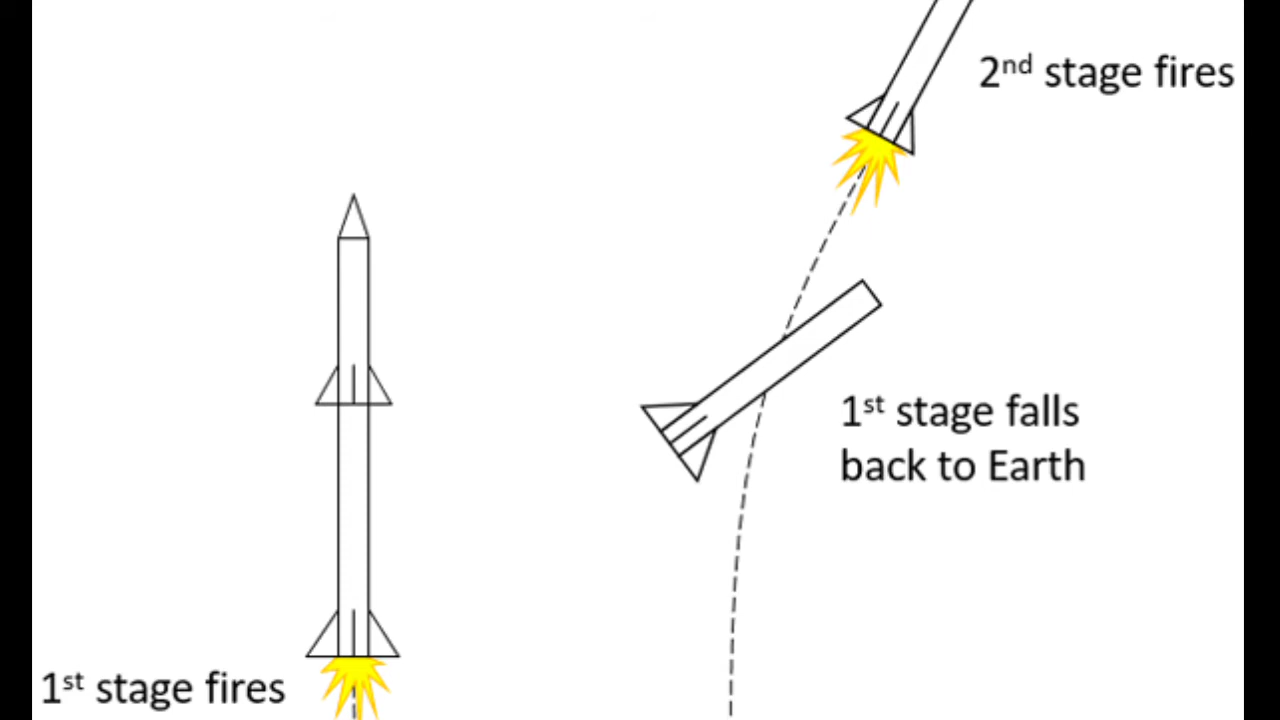 2nd stage fires
1st stage falls
back to Earth
1st stage fires